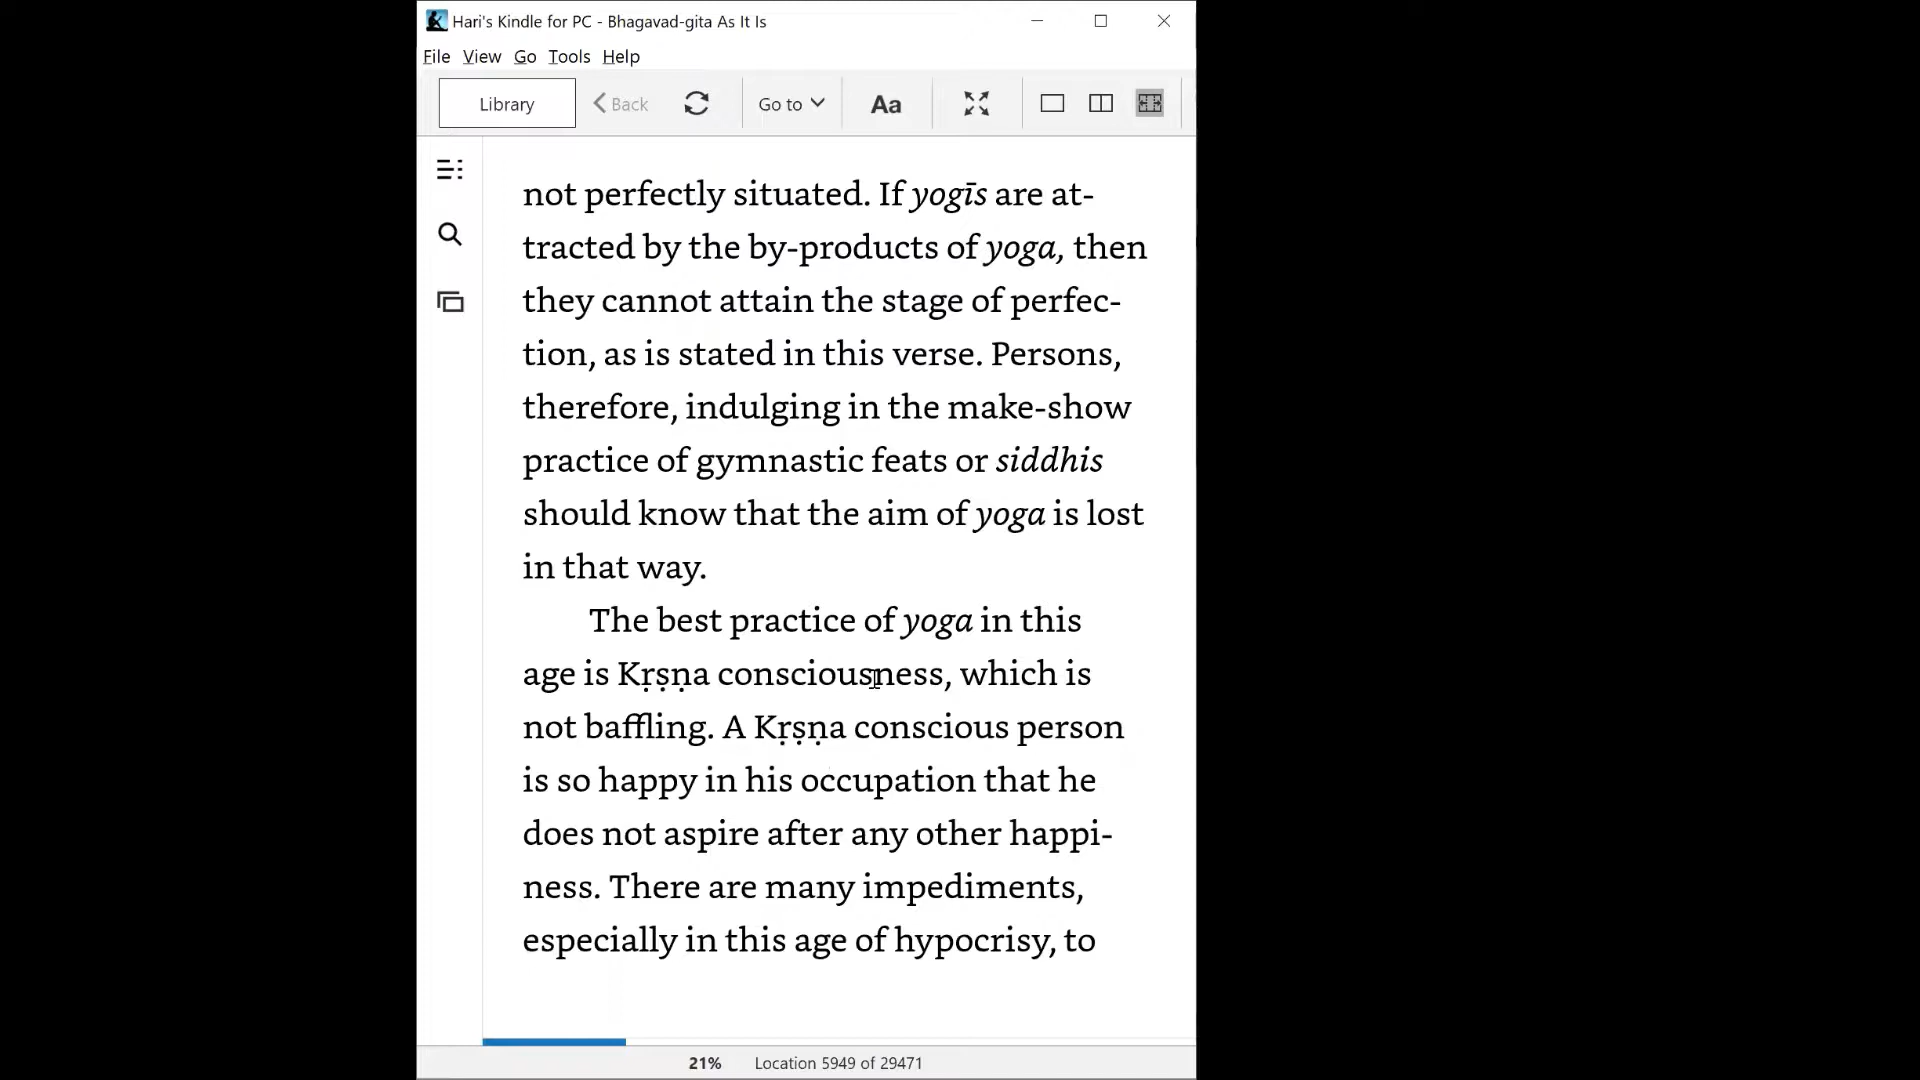 Hari's Kindle for PC - Bhagavad-gita As It Is
File View Go Tools Help
Library Back Go to Aa
not perfectly situated. If yogīs are at-
tracted by the by-products of yoga, then
they cannot attain the stage of perfec-
tion, as is stated in this verse. Persons,
therefore, indulging in the make-show
practice of gymnastic feats or siddhis
should know that the aim of yoga is lost
in that way.
The best practice of yoga in this
age is Kṛṣṇa consciousness, which is
not baffling. A Kṛṣṇa conscious person
is so happy in his occupation that he
does not aspire after any other happi-
ness. There are many impediments,
especially in this age of hypocrisy, to
21% Location 5949 of 29471